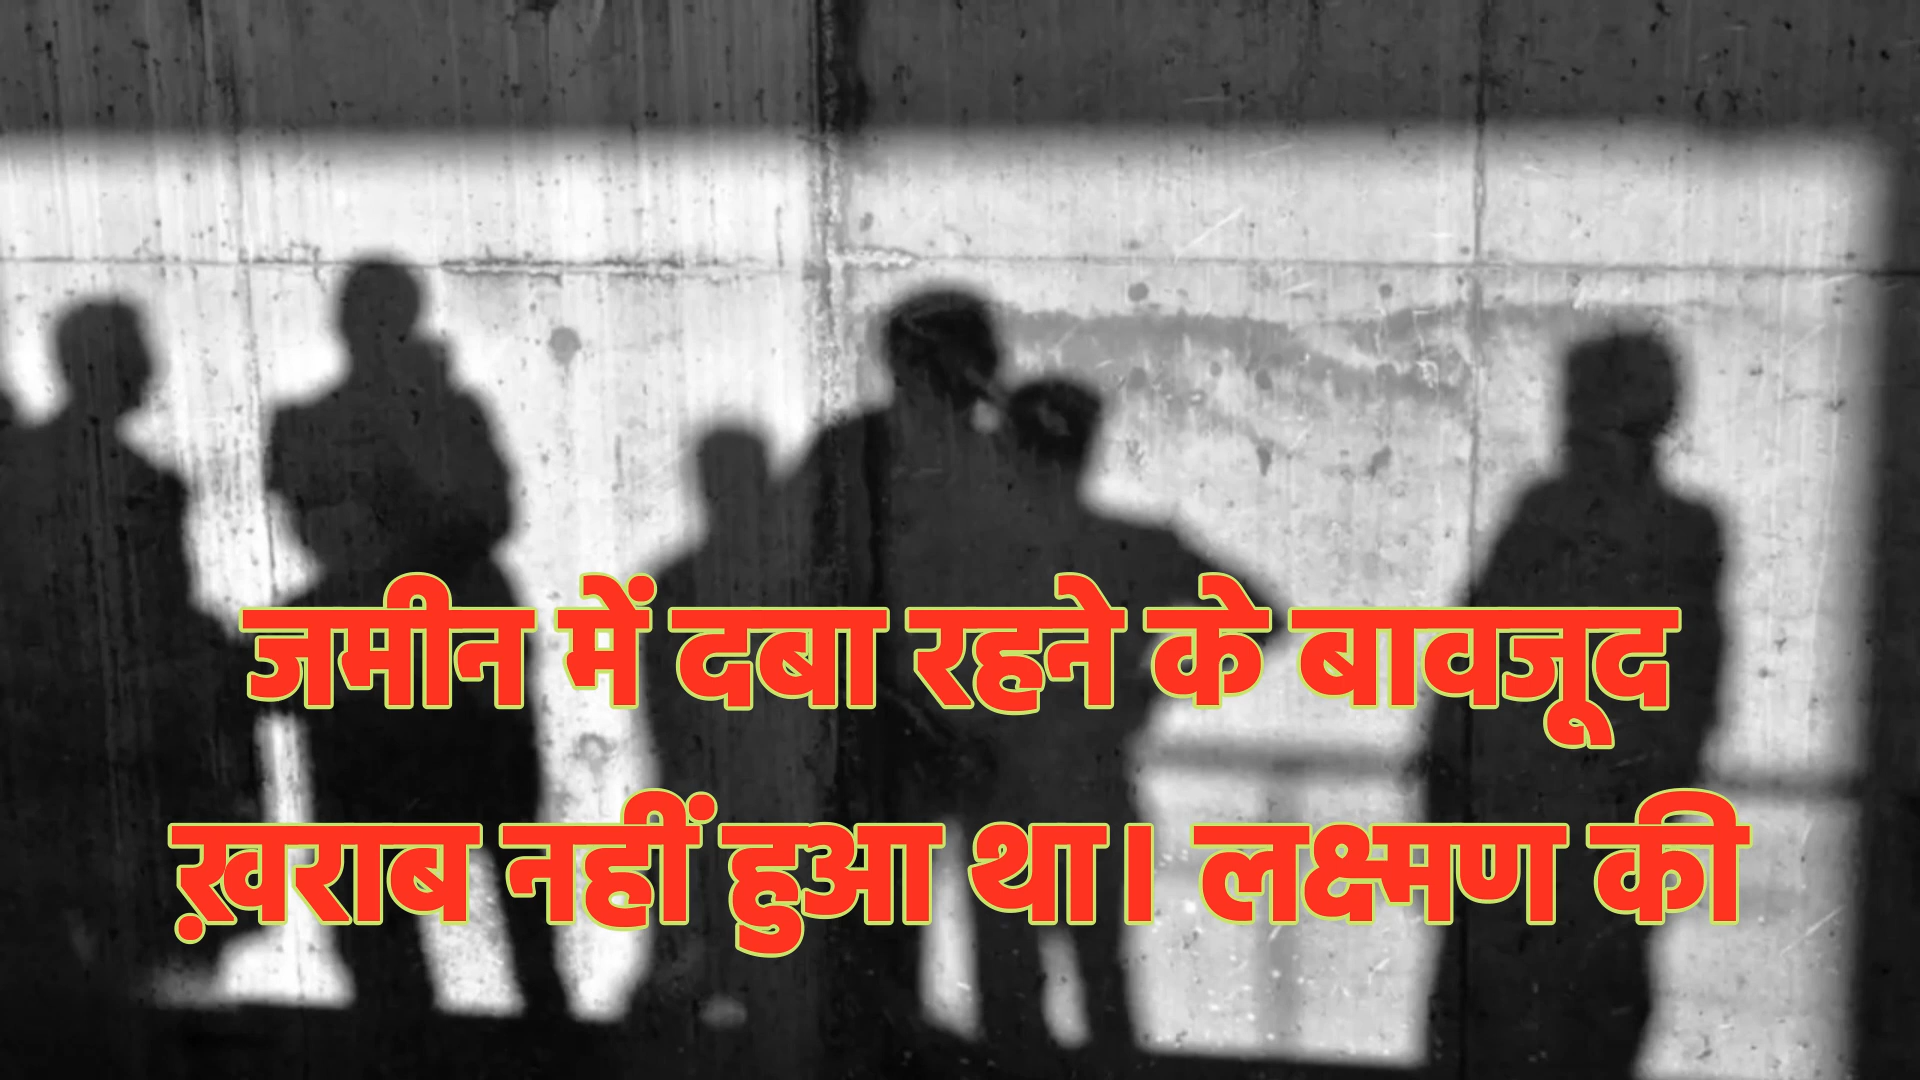 जमीन में दबा रहने के बावजूद
ख़राब नहीं हुआ था। लक्ष्मण की